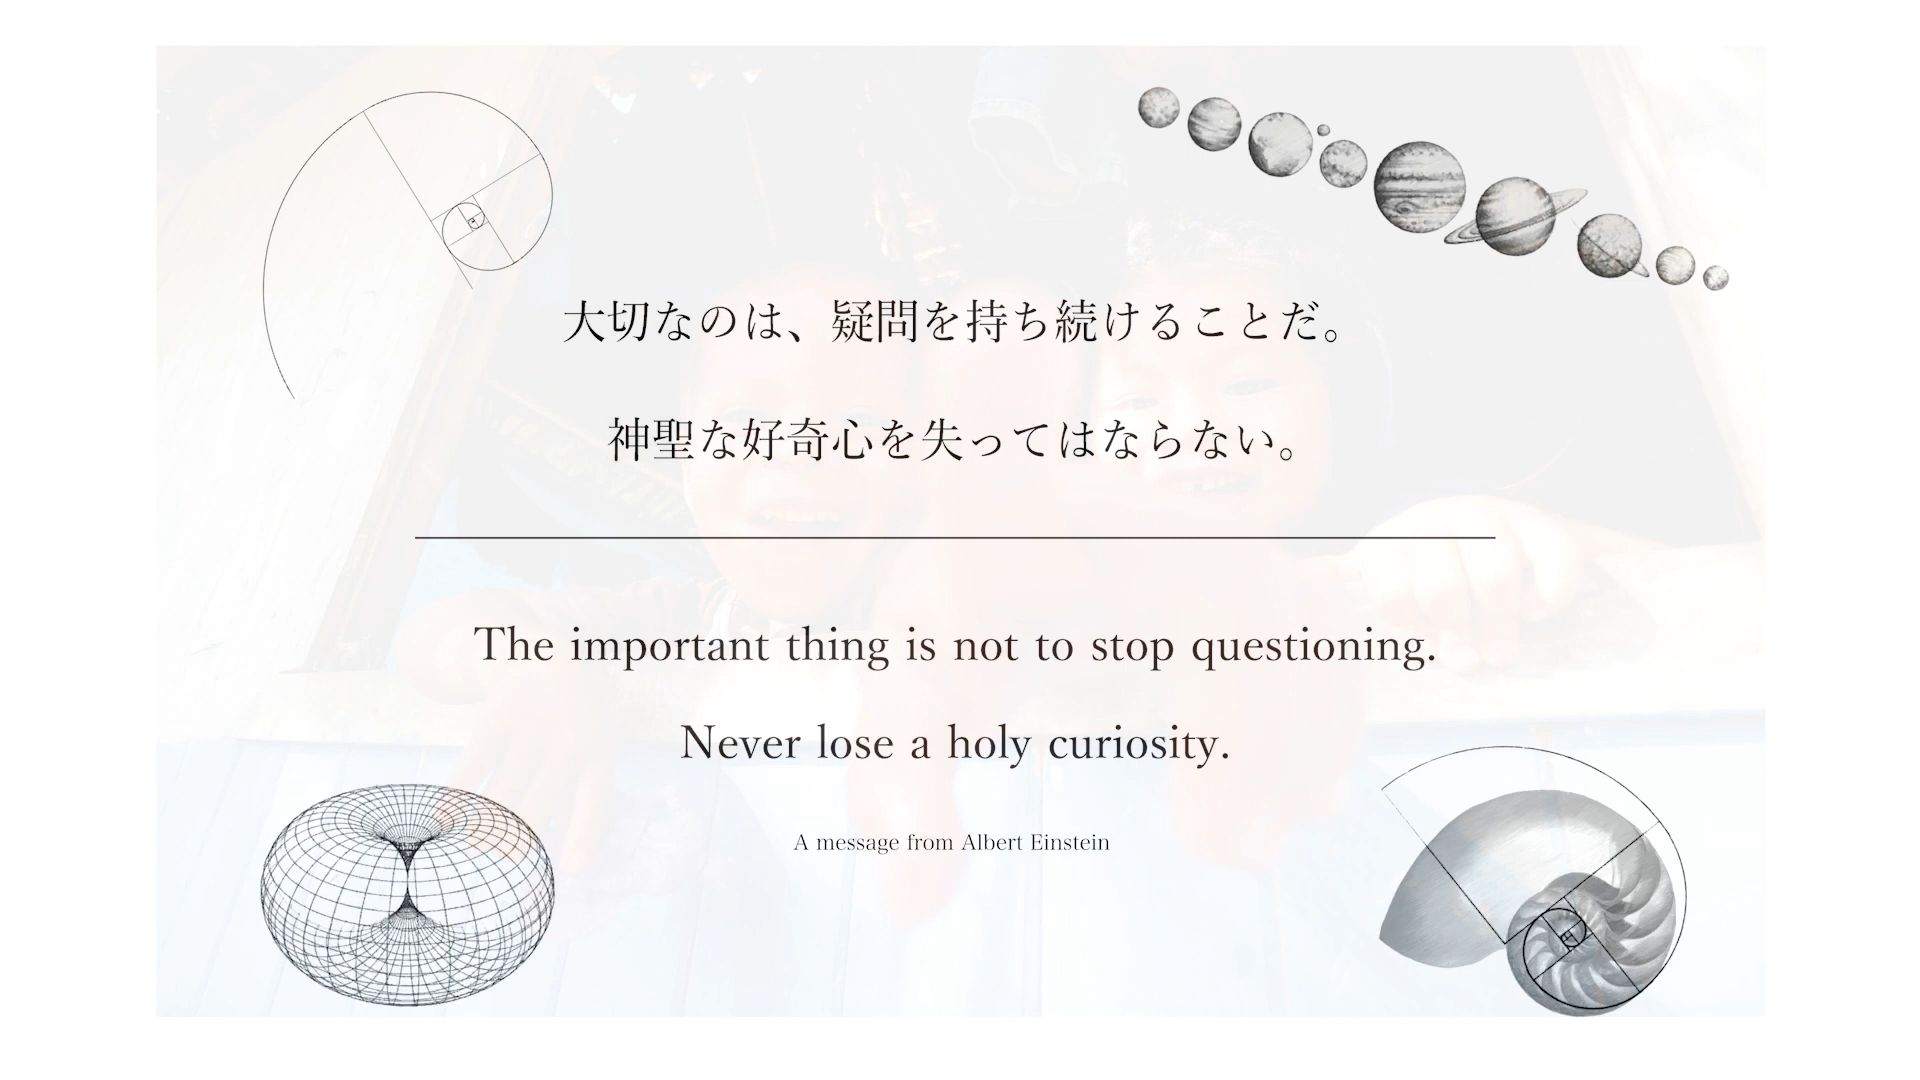 大切なのは、疑問を持ち続けることだ。
神聖な好奇心を失ってはならない。
The important thing is not to stop questioning.
Never lose a holy curiosity.
A message from Albert Einstein